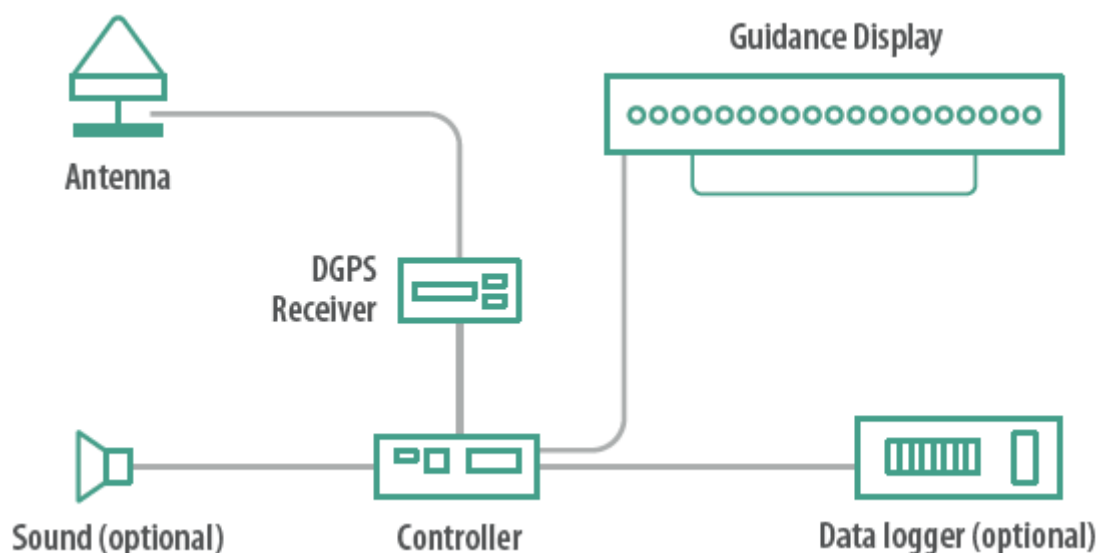 Guidance Display
Antenna
DGPS
Receiver
Sound (optional)
Controller
Data logger (optional)